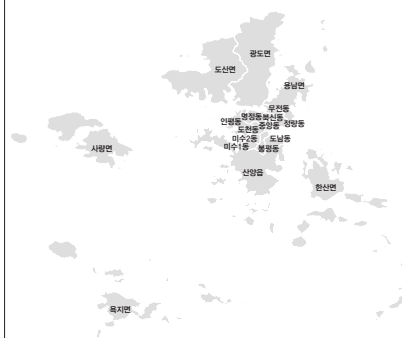 광도면
도산면
용남면
무전동
명정동
북신동
인평동
중앙동
정량동
도천동
미수2동
도남동
미수1동
봉평동
사량면
산양읍
한산면
욕지면